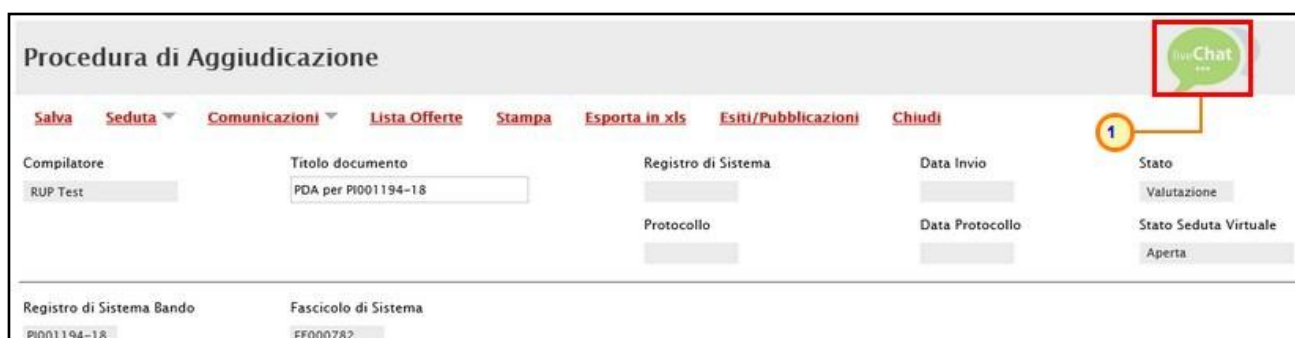 Procedura di Aggiudicazione
liveChat
Salva Seduta Comunicazioni Lista Offerte Stampa Esporta in xls Esiti/Pubblicazioni Chiudi
1
Compilatore Titolo documento Registro di Sistema Data Invio Stato
RUP Test PDA per PI001194-18 Valutazione
Protocollo Data Protocollo Stato Seduta Virtuale
Aperta
Registro di Sistema Bando Fascicolo di Sistema
PI001194-18 FE000782